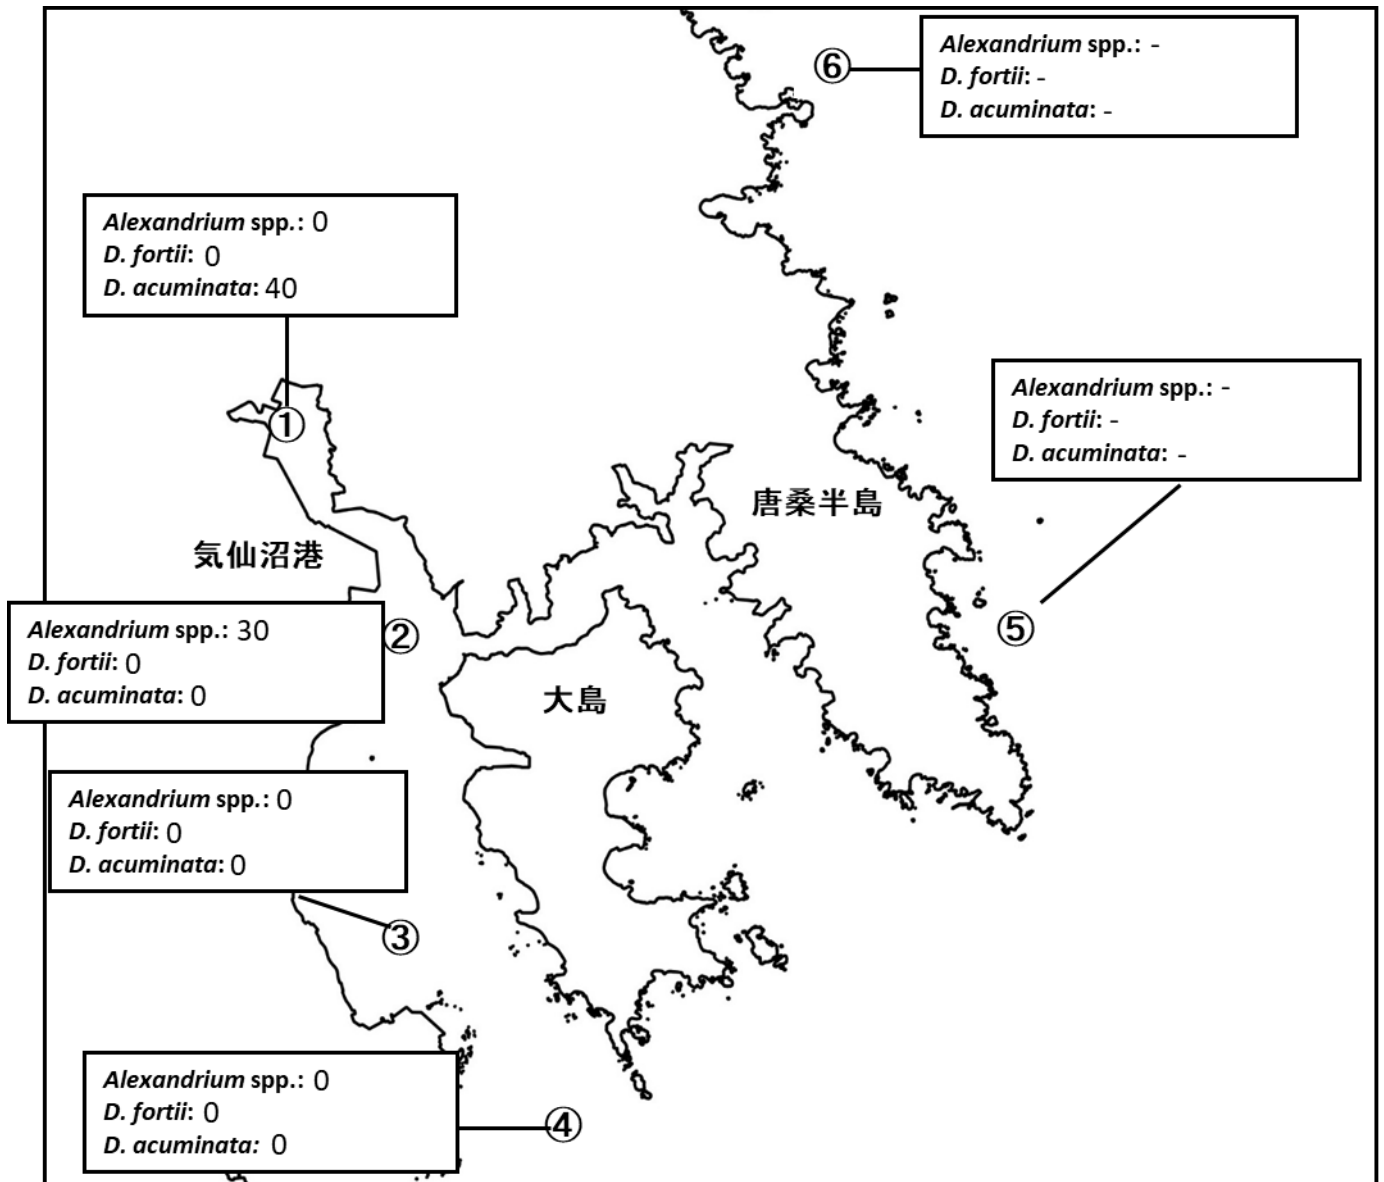 ⑥
Alexandrium spp.: -
D. fortii: -
D. acuminata: -
Alexandrium spp.: 0
D. fortii: 0
D. acuminata: 40
①
Alexandrium spp.: -
D. fortii: -
D. acuminata: -
唐桑半島
気仙沼港
Alexandrium spp.: 30
D. fortii: 0
D. acuminata: 0
②
⑤
大島
Alexandrium spp.: 0
D. fortii: 0
D. acuminata: 0
③
Alexandrium spp.: 0
D. fortii: 0
D. acuminata: 0
④